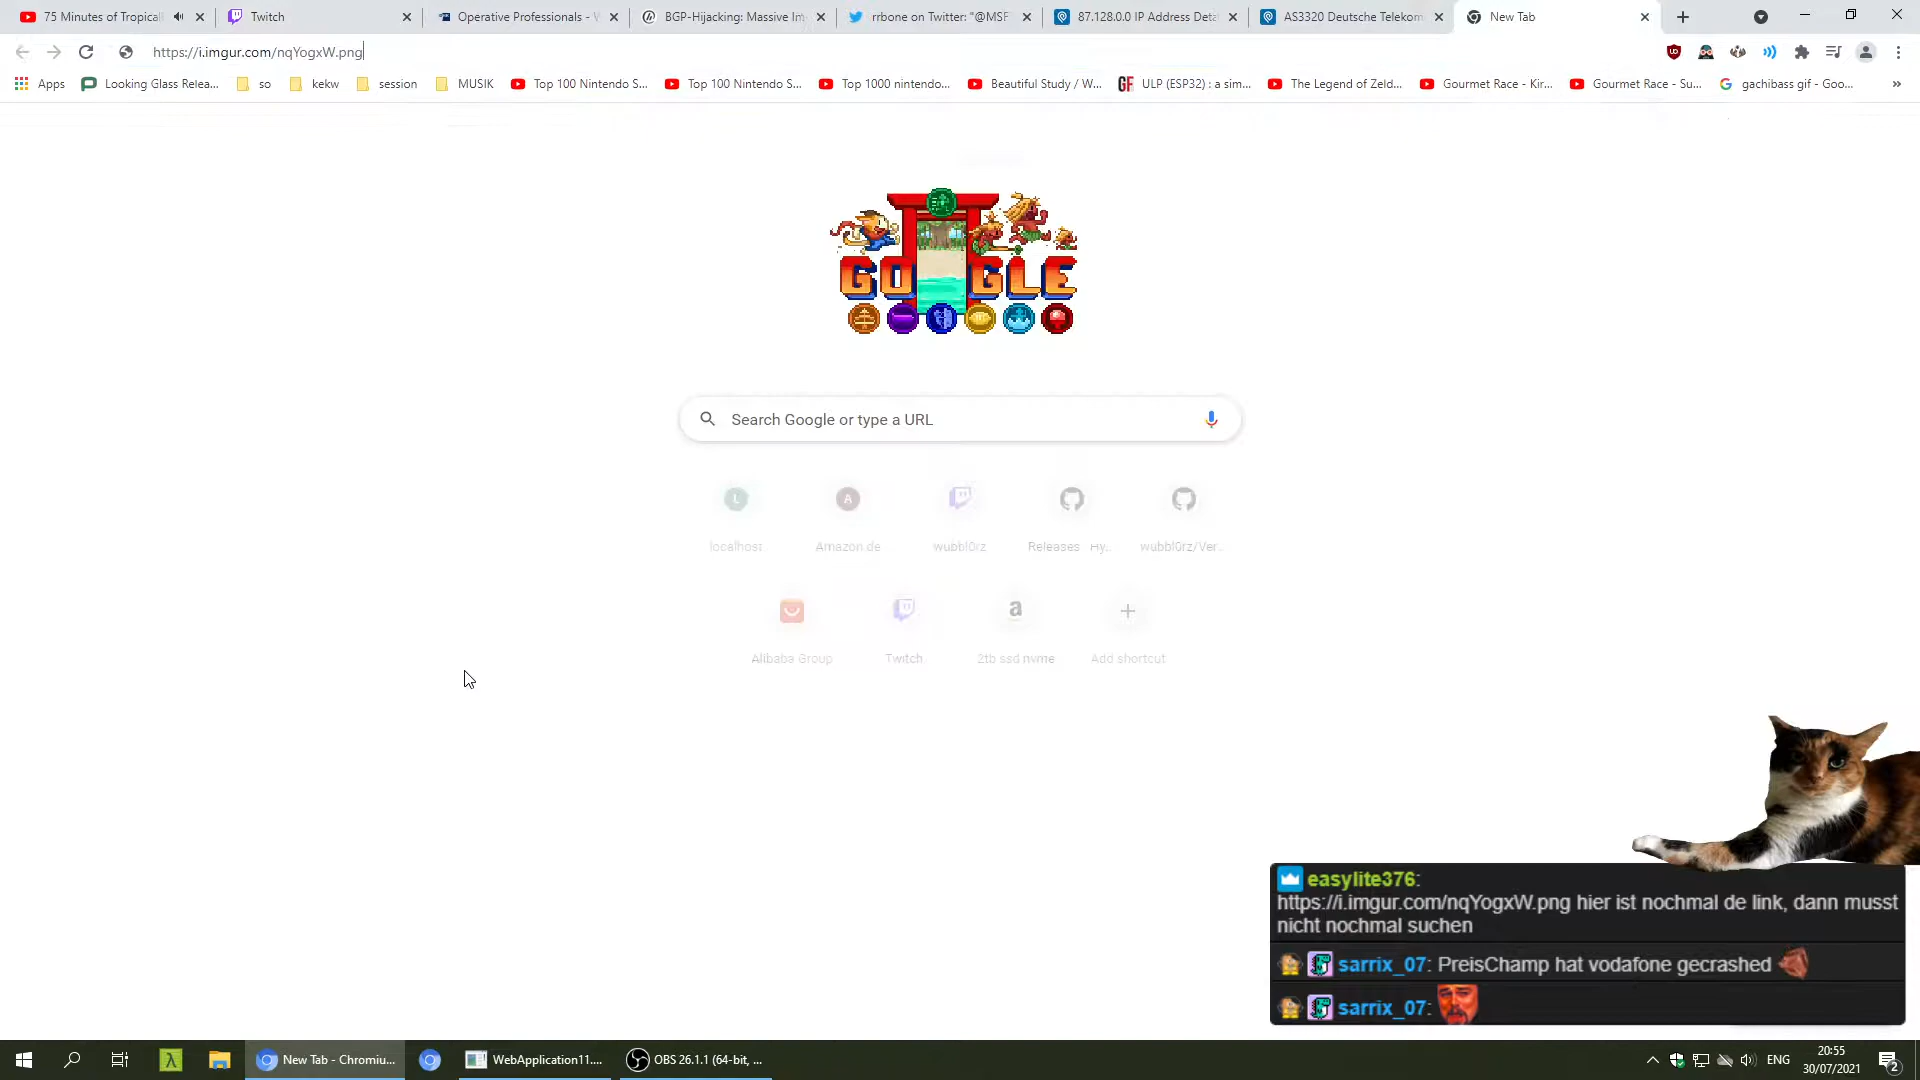 75 Minutes of Tropical
Twitch
Operative Professionals - W
BGP-Hijacking: Massive Im
rrbone on Twitter: "@MSF
87.128.0.0 IP Address Deta
AS3320 Deutsche Telekom
New Tab
https://i.imgur.com/nqYogxW.png
Apps
Looking Glass Relea...
so
kekw
session
MUSIK
Top 100 Nintendo S...
Top 100 Nintendo S...
Top 1000 nintendo...
Beautiful Study / W...
ULP (ESP32) : a sim...
The Legend of Zeld...
Gourmet Race - Kir...
Gourmet Race - Su...
gachibass gif - Goo...
GOOGLE
Search Google or type a URL
localhost
Amazon.de
wubbl0rz
Releases · Hy...
wubbl0rz/Ver...
Alibaba Group
Twitch
2tb ssd nvme
Add shortcut
easylite376:
https://i.imgur.com/nqYogxW.png hier ist nochmal de link, dann musst
nicht nochmal suchen
sarrix_07: PreisChamp hat vodafone gecrashed
sarrix_07:
New Tab - Chromiu...
WebApplication11....
OBS 26.1.1 (64-bit, ...
ENG
20:55
30/07/2021
2